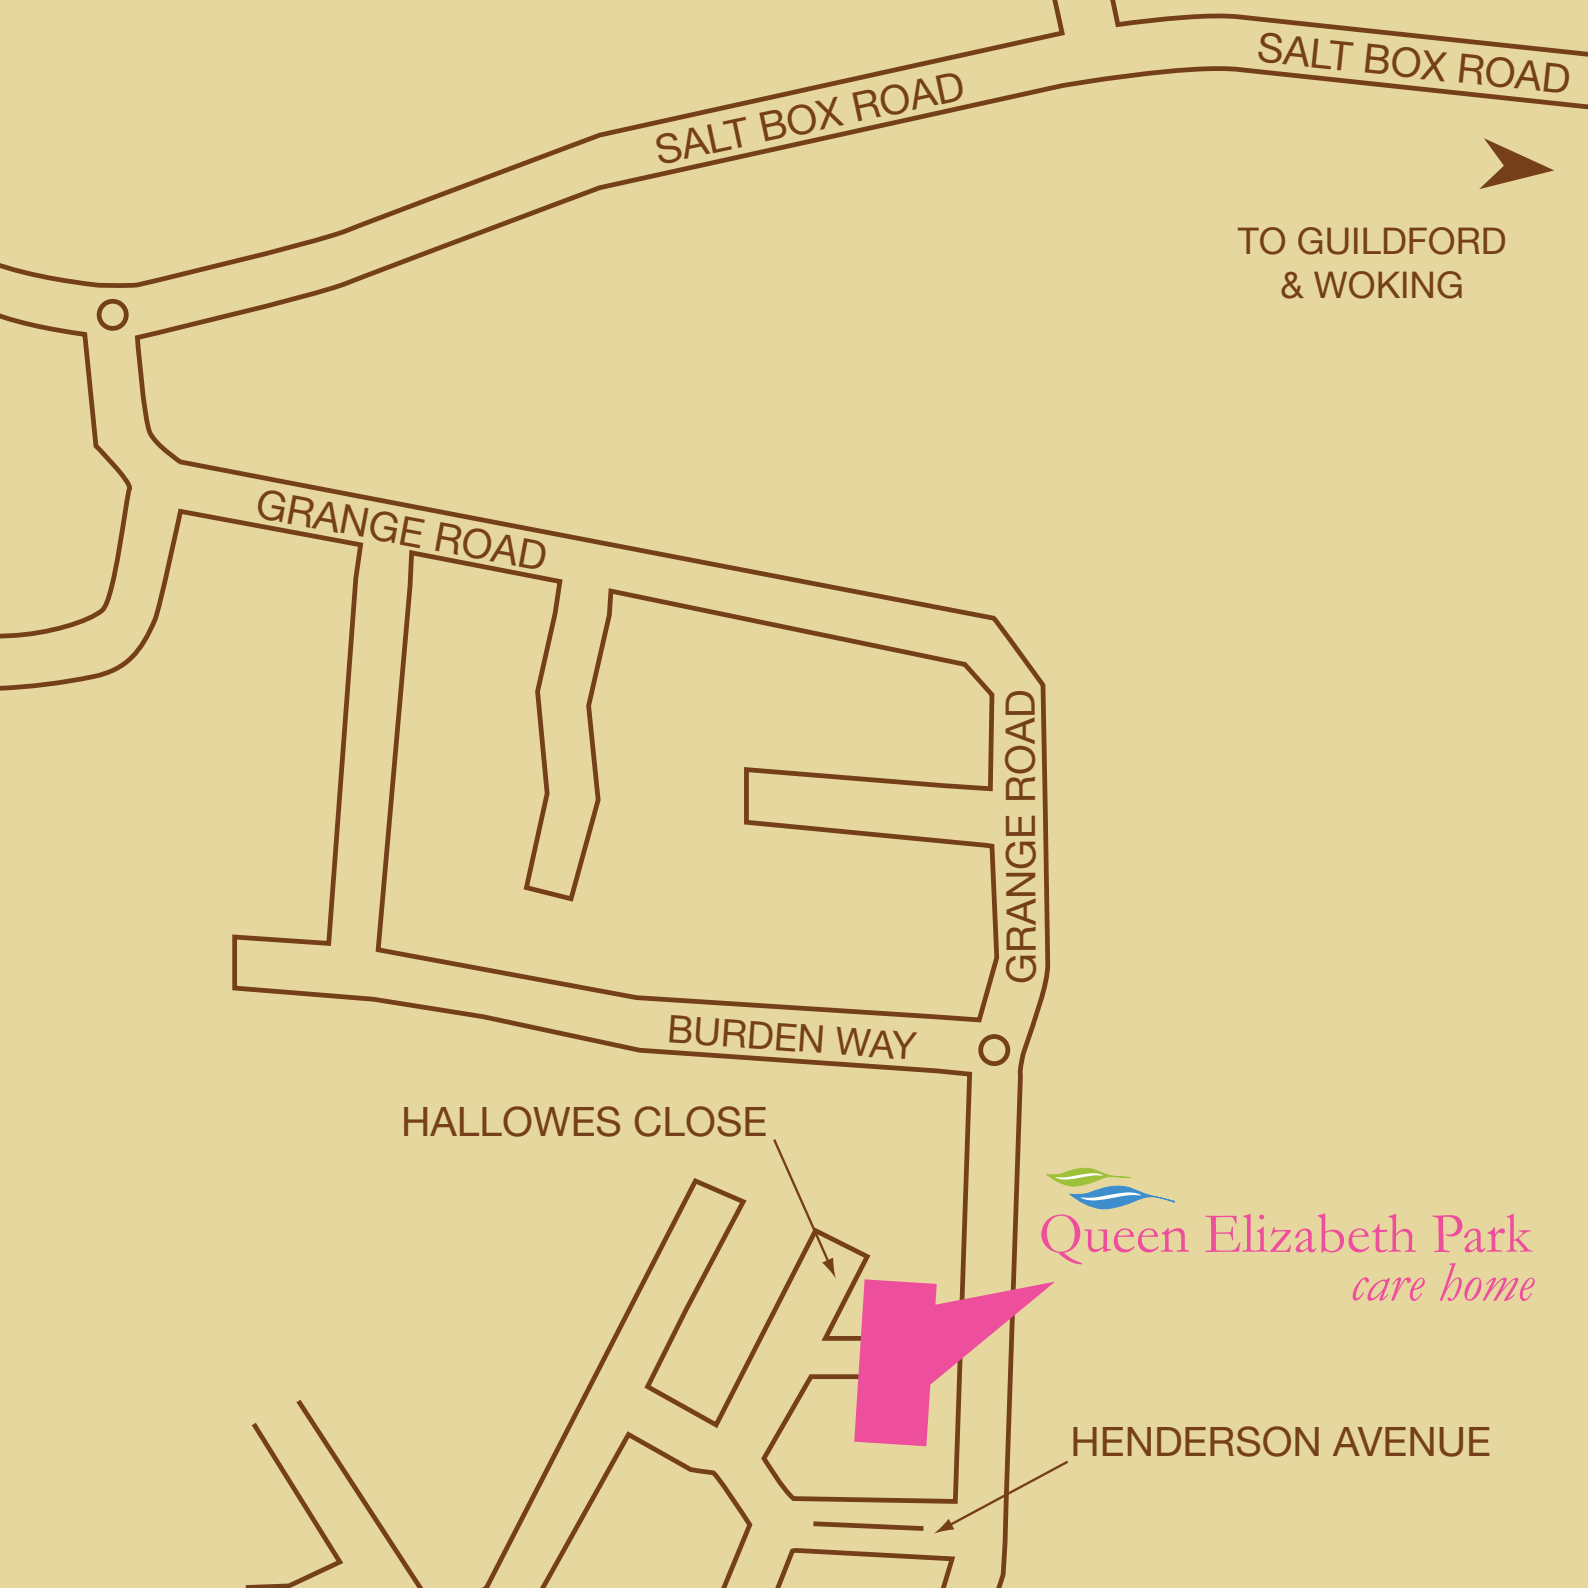 SALT BOX ROAD
SALT BOX ROAD
TO GUILDFORD
& WOKING
GRANGE ROAD
GRANGE ROAD
BURDEN WAY
HALLOWES CLOSE
Queen Elizabeth Park
care home
HENDERSON AVENUE